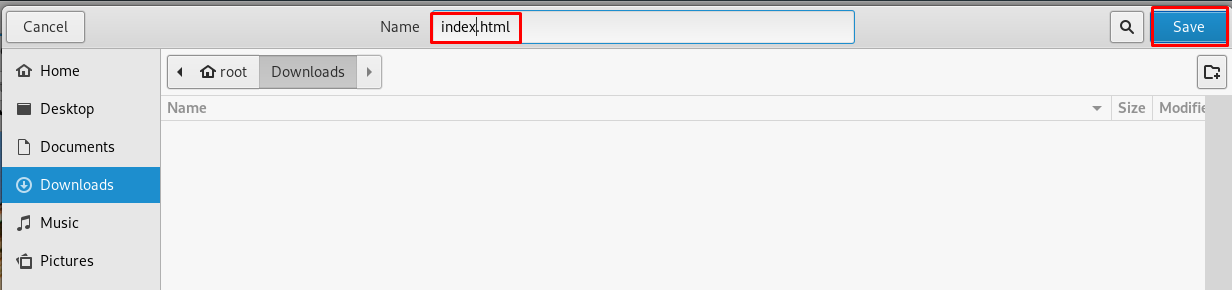 Cancel Name index.html Save
Home root Downloads
Name Size Modifie
Desktop
Documents
Downloads
Music
Pictures